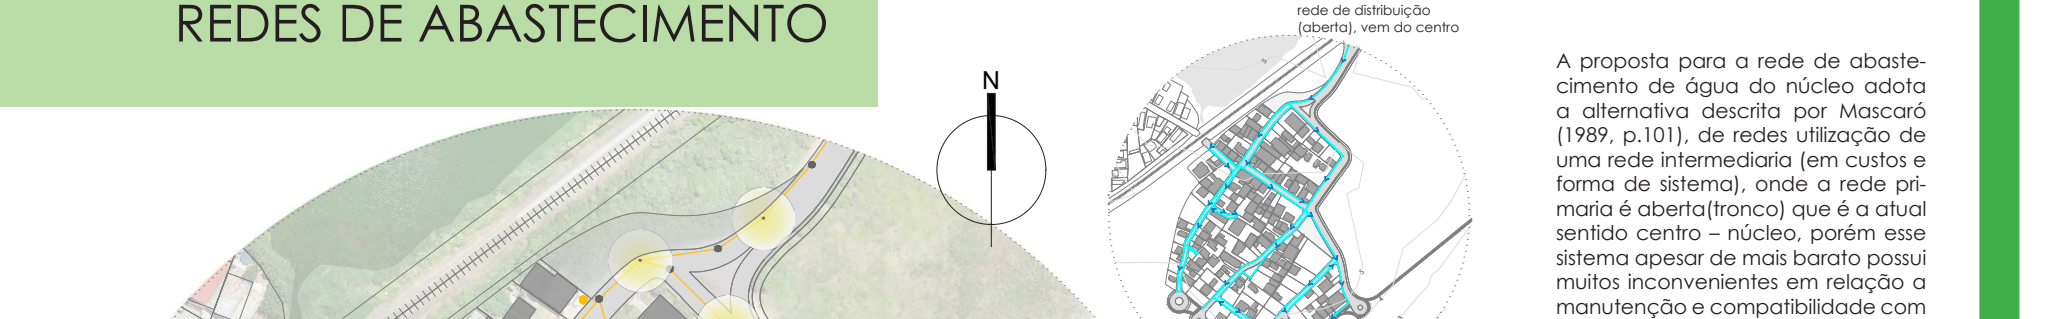 REDES DE ABASTECIMENTO
N
rede de distribuição
(aberta), vem do centro
A proposta para a rede de abaste-
cimento de água do núcleo adota
a alternativa descrita por Mascaró
(1989, p.101), de redes utilização de
uma rede intermediaria (em custos e
forma de sistema), onde a rede pri-
maria é aberta(tronco) que é a atual
sentido centro – núcleo, porém esse
sistema apesar de mais barato possui
muitos inconvenientes em relação a
manutenção e compatibilidade com